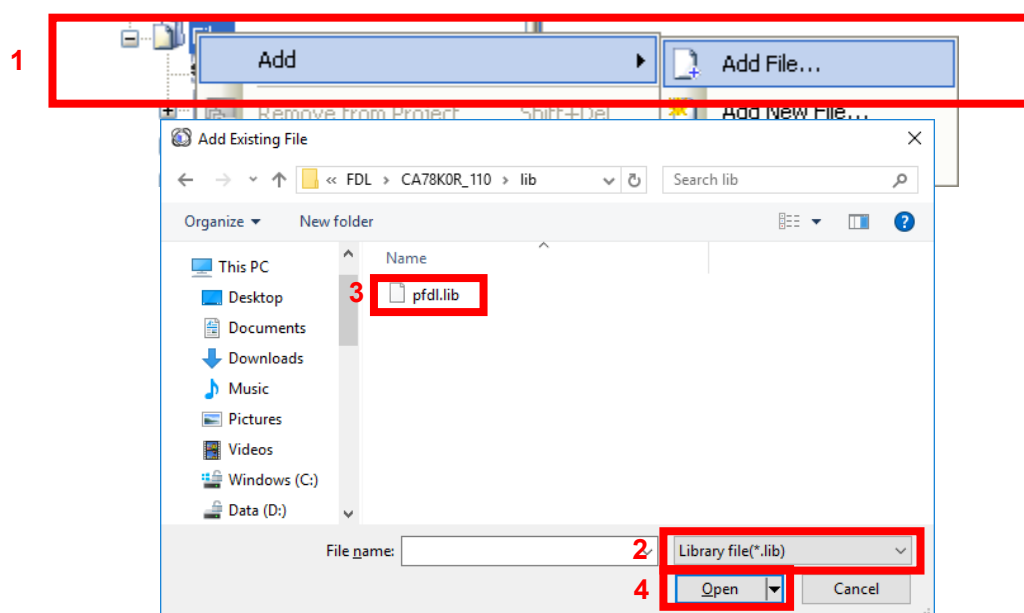 1
Add
Add File...
Remove from Project Shift+Del
Add New File...
Add Existing File
« FDL > CA78K0R_110 > lib
Search lib
Organize
New folder
This PC
Desktop
Documents
Downloads
Music
Pictures
Videos
Windows (C:)
Data (D:)
Name
3
pfdl.lib
File name:
2
Library file(*.lib)
4
Open
Cancel